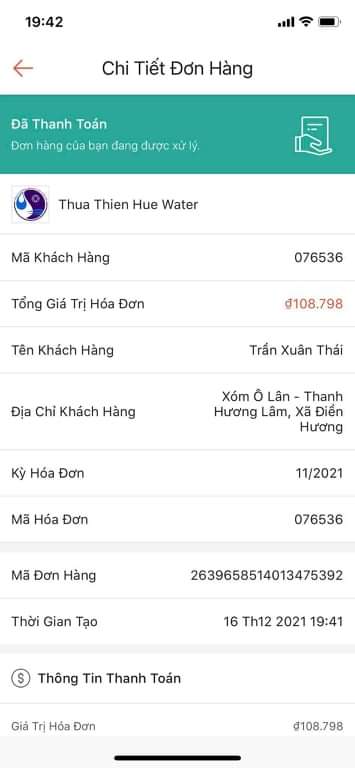 19:42
Chi Tiết Đơn Hàng
Đã Thanh Toán
Đơn hàng của bạn đang được xử lý.
Thua Thien Hue Water
Mã Khách Hàng 076536
Tổng Giá Trị Hóa Đơn ₫108.798
Tên Khách Hàng Trần Xuân Thái
Địa Chỉ Khách Hàng Xóm Ô Lân - Thanh
Hương Lâm, Xã Điền
Hương
Kỳ Hóa Đơn 11/2021
Mã Hóa Đơn 076536
Mã Đơn Hàng 2639658514013475392
Thời Gian Tạo 16 Th12 2021 19:41
Thông Tin Thanh Toán
Giá Trị Hóa Đơn ₫108.798